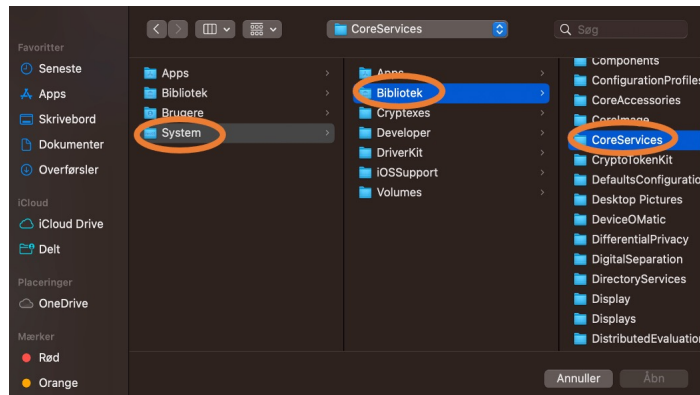 CoreServices
Søg
Favoritter
Seneste
Apps
Skrivebord
Dokumenter
Overførsler
iCloud
iCloud Drive
Delt
Placeringer
OneDrive
Mærker
Rød
Orange
Apps
Bibliotek
Brugere
System
Apps
Bibliotek
Cryptexes
Developer
DriverKit
iOSSupport
Volumes
Components
ConfigurationProfiles
CoreAccessories
CoreImage
CoreServices
CryptoTokenKit
DefaultsConfiguratio
Desktop Pictures
DeviceOMatic
DifferentialPrivacy
DigitalSeparation
DirectoryServices
Display
Displays
DistributedEvaluation
Annuller
Åbn